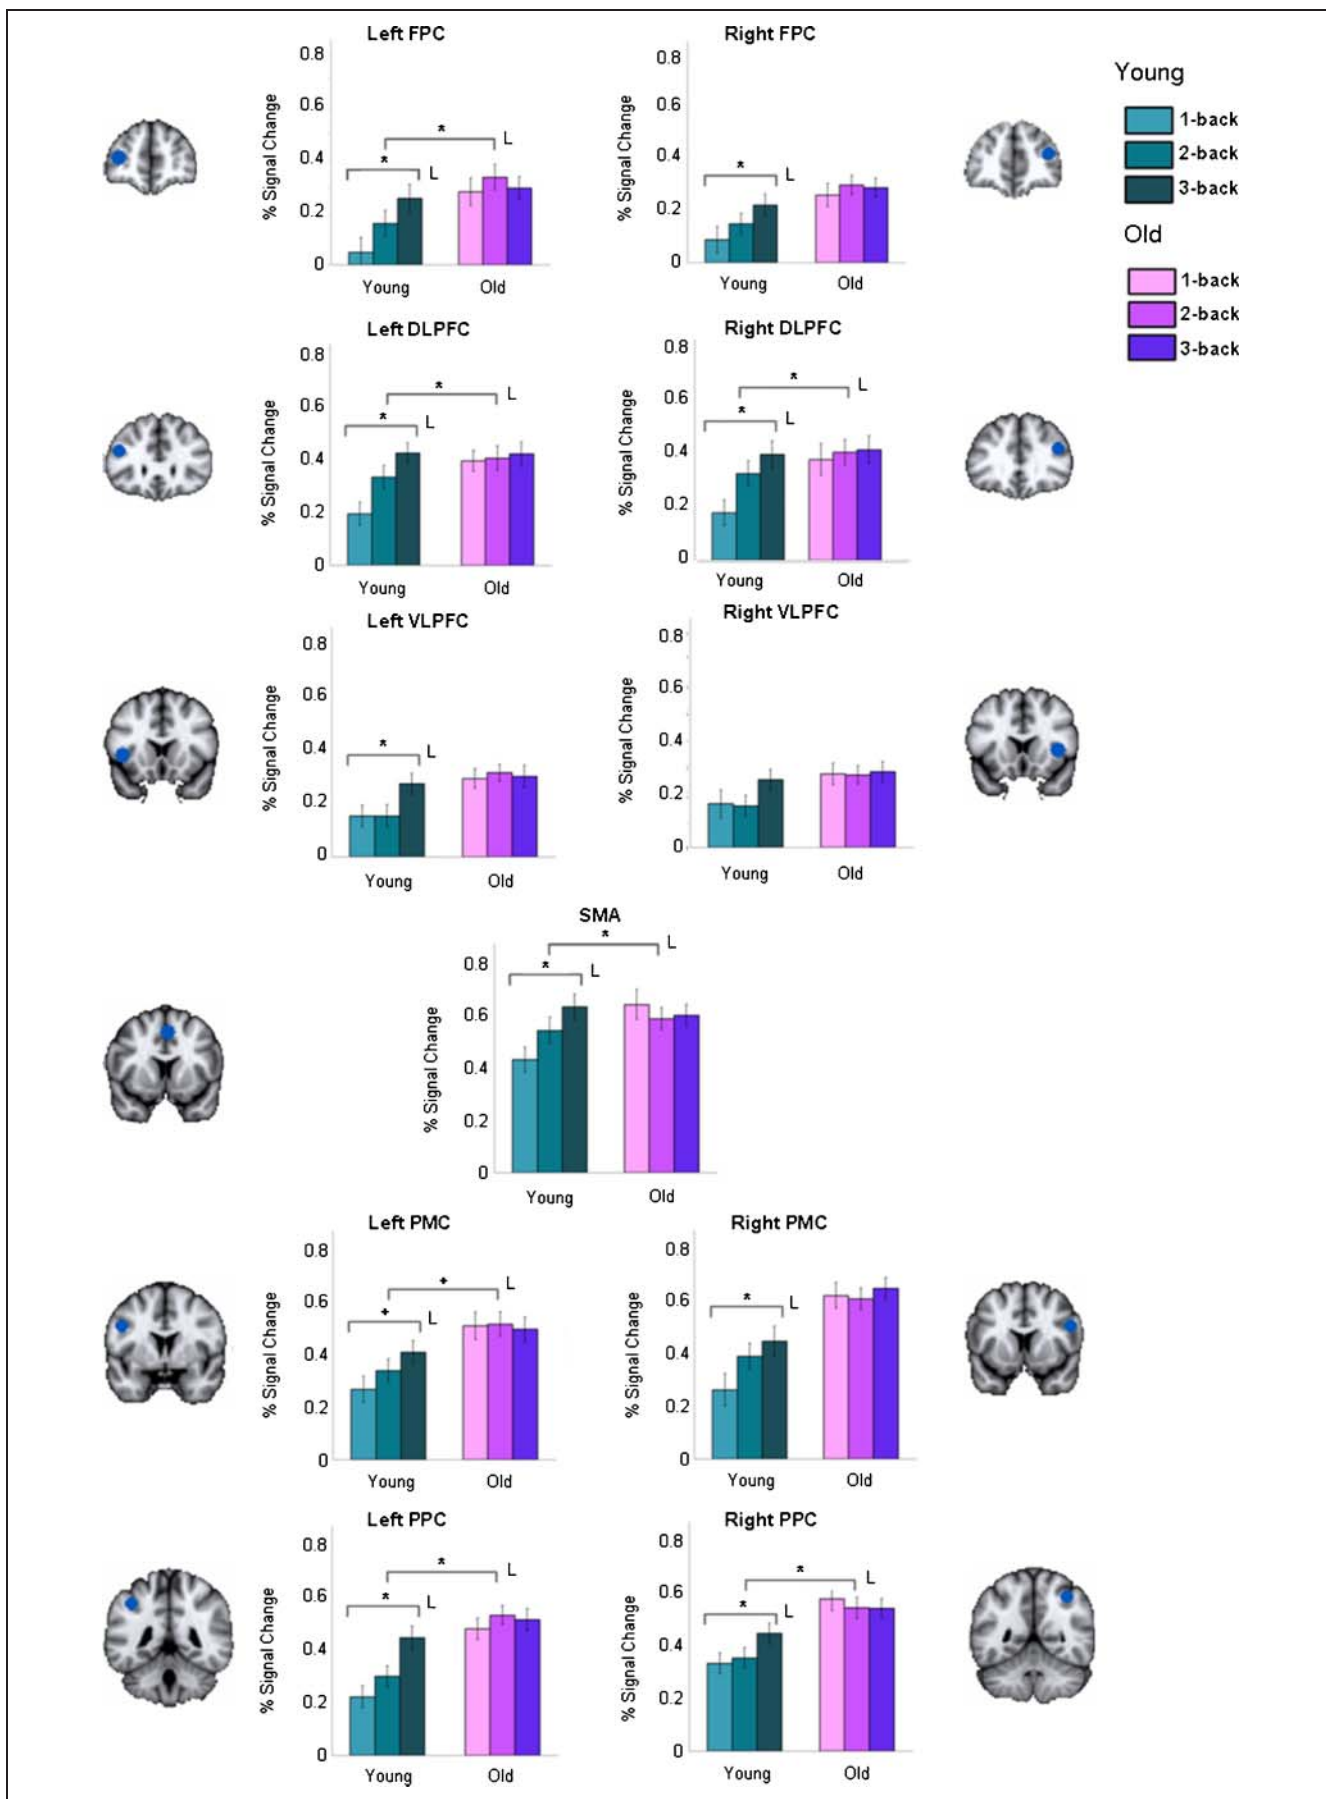 Left FPC
Right FPC
% Signal Change
0.8
0.6
0.4
0.2
0
*
L
*
L
Young
Old
% Signal Change
0.8
0.6
0.4
0.2
0
*
L
Young
Old
Young
1-back
2-back
3-back
Old
1-back
2-back
3-back
Left DLPFC
Right DLPFC
% Signal Change
0.8
0.6
0.4
0.2
0
*
L
*
L
Young
Old
% Signal Change
0.8
0.6
0.4
0.2
0
*
L
*
L
Young
Old
Left VLPFC
Right VLPFC
% Signal Change
0.8
0.6
0.4
0.2
0
*
L
Young
Old
% Signal Change
0.8
0.6
0.4
0.2
0
Young
Old
SMA
% Signal Change
0.8
0.6
0.4
0.2
0
*
L
*
L
Young
Old
Left PMC
Right PMC
% Signal Change
0.8
0.6
0.4
0.2
0
+
L
+
L
Young
Old
% Signal Change
0.8
0.6
0.4
0.2
0
*
L
Young
Old
Left PPC
Right PPC
% Signal Change
0.8
0.6
0.4
0.2
0
*
L
*
L
Young
Old
% Signal Change
0.8
0.6
0.4
0.2
0
*
L
*
L
Young
Old